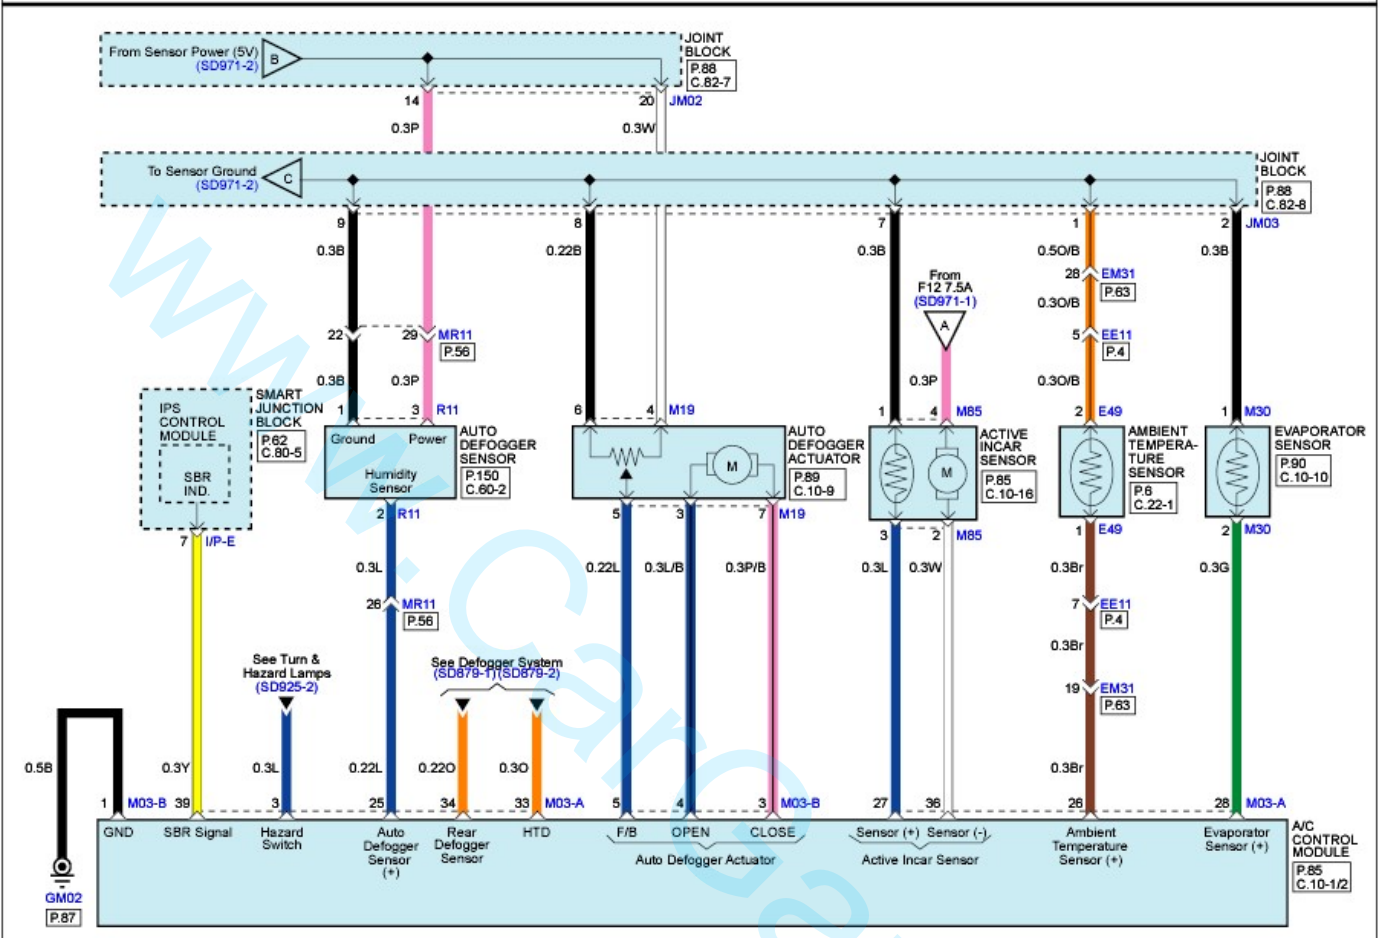 From Sensor Power (5V)
(SD971-2)
B
JOINT
BLOCK
P.88
C.82-7
14
20
JM02
0.3P
0.3W
To Sensor Ground
(SD971-2)
C
JOINT
BLOCK
P.88
C.82-8
9
8
7
1
2
JM03
0.3B
0.22B
0.3B
0.5O/B
0.3B
From
F12 7.5A
(SD971-1)
A
28
EM31
P.63
0.3O/B
22
29
MR11
P.56
5
EE11
P.4
0.3B
0.3P
0.3P
0.3O/B
1
3
R11
6
4
M19
1
4
M85
2
E49
1
M30
IPS
CONTROL
MODULE
SBR
IND.
SMART
JUNCTION
BLOCK
P.62
C.80-5
Ground
Power
Humidity
Sensor
AUTO
DEFOGGER
SENSOR
P.150
C.60-2
M
AUTO
DEFOGGER
ACTUATOR
P.89
C.10-9
M
ACTIVE
INCAR
SENSOR
P.85
C.10-16
AMBIENT
TEMPERA-
TURE
SENSOR
P.6
C.22-1
EVAPORATOR
SENSOR
P.90
C.10-10
7
I/P-E
2
R11
5
3
7
M19
3
2
M85
1
E49
2
M30
0.3L
0.22L
0.3L/B
0.3P/B
0.3L
0.3W
0.3Br
0.3G
26
MR11
P.56
7
EE11
P.4
0.3Br
See Turn &
Hazard Lamps
(SD925-2)
See Defogger System
(SD879-1)(SD879-2)
19
EM31
P.63
0.5B
0.3Y
0.3L
0.22L
0.22O
0.3O
0.3Br
1
M03-B
39
3
25
34
33
M03-A
5
4
3
M03-B
27
36
26
28
M03-A
GND
SBR Signal
Hazard
Switch
Auto
Defogger
Sensor
(+)
Rear
Defogger
Sensor
HTD
F/B
OPEN
CLOSE
Auto Defogger Actuator
Sensor (+)
Sensor (-)
Active Incar Sensor
Ambient
Temperature
Sensor (+)
Evaporator
Sensor (+)
A/C
CONTROL
MODULE
P.85
C.10-1/2
GM02
P.87
www.CarGa